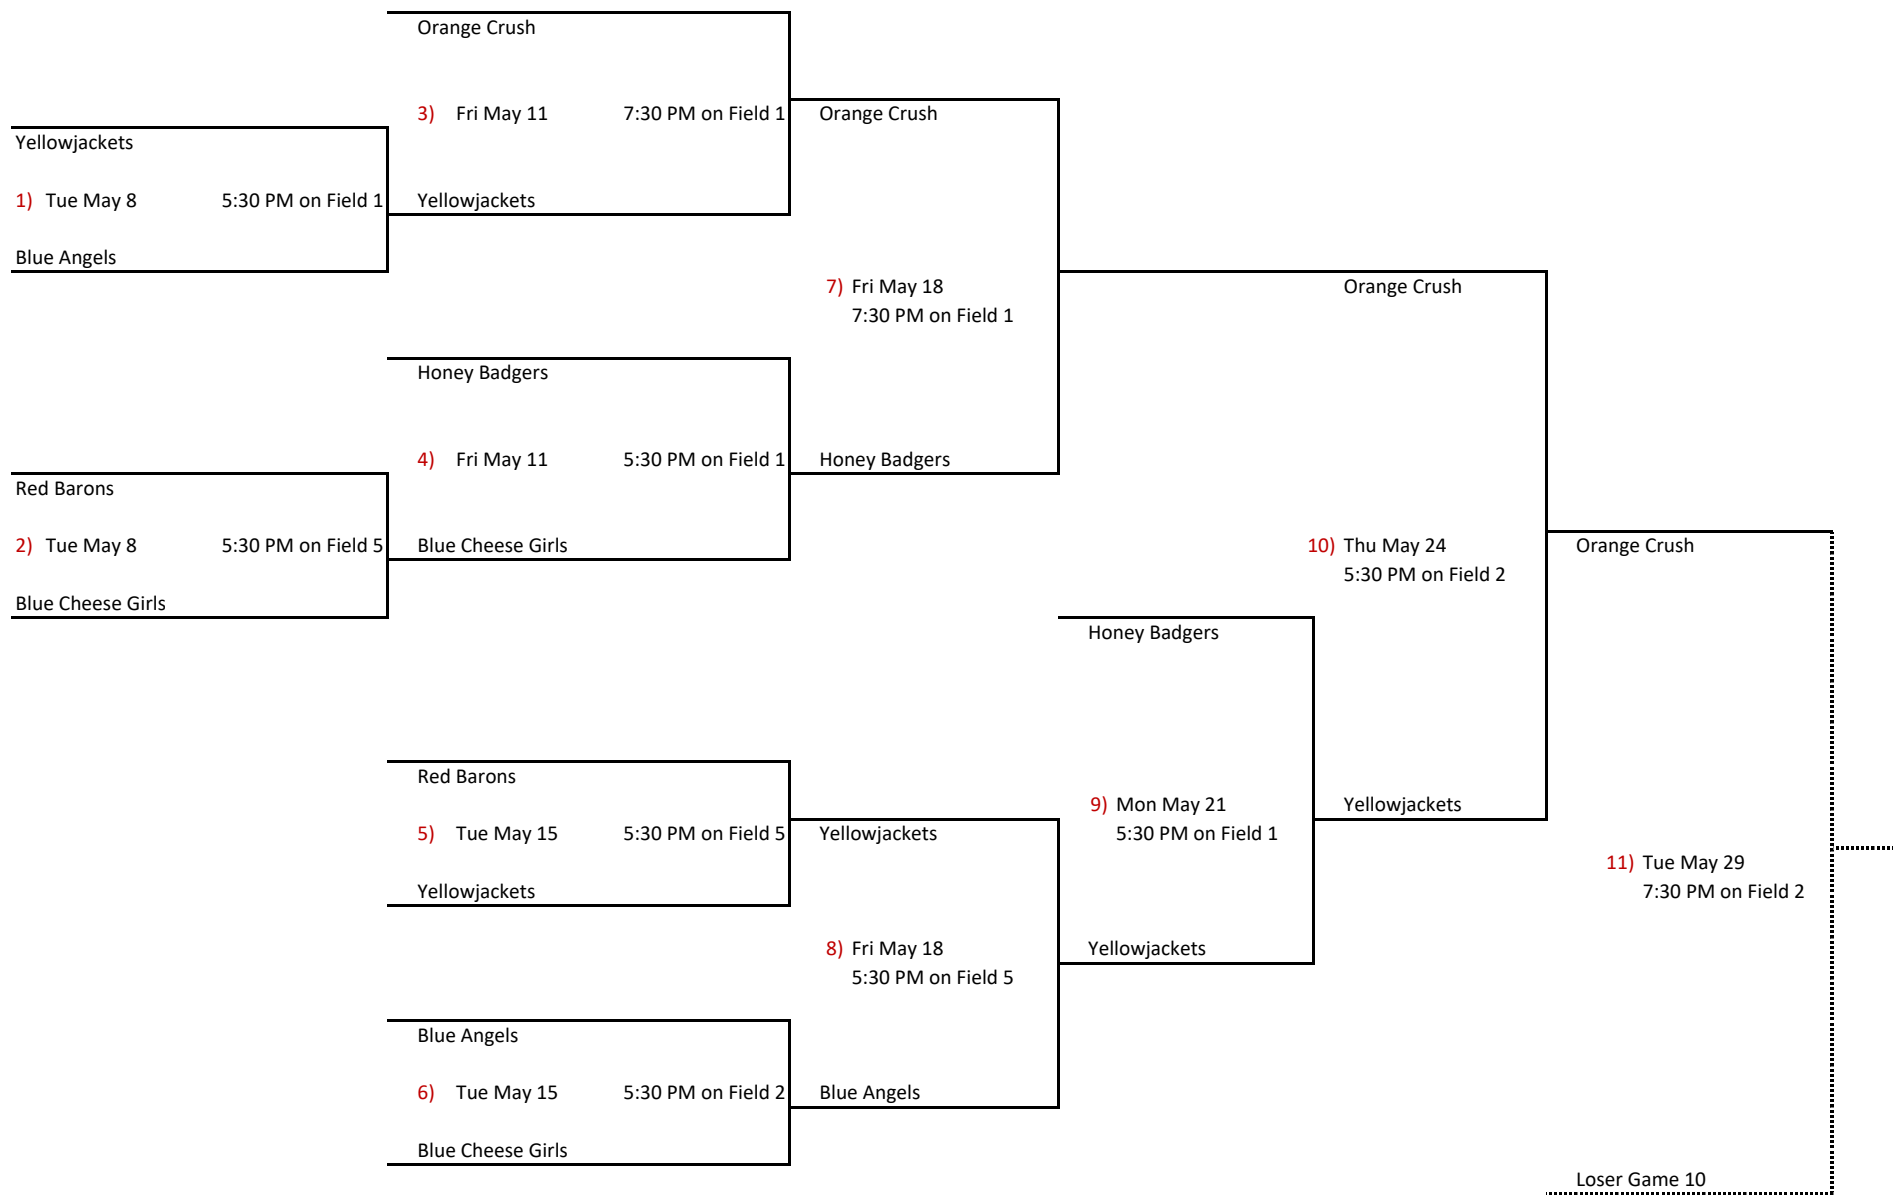 Orange Crush
3) Fri May 11 7:30 PM on Field 1
Orange Crush
Yellowjackets
1) Tue May 8 5:30 PM on Field 1
Yellowjackets
Blue Angels
7) Fri May 18
7:30 PM on Field 1
Orange Crush
Honey Badgers
4) Fri May 11 5:30 PM on Field 1
Honey Badgers
Red Barons
2) Tue May 8 5:30 PM on Field 5
Blue Cheese Girls
10) Thu May 24
5:30 PM on Field 2
Orange Crush
Blue Cheese Girls
Honey Badgers
Red Barons
9) Mon May 21
5:30 PM on Field 1
Yellowjackets
5) Tue May 15 5:30 PM on Field 5
Yellowjackets
11) Tue May 29
7:30 PM on Field 2
Yellowjackets
8) Fri May 18
5:30 PM on Field 5
Yellowjackets
Blue Angels
6) Tue May 15 5:30 PM on Field 2
Blue Angels
Blue Cheese Girls
Loser Game 10